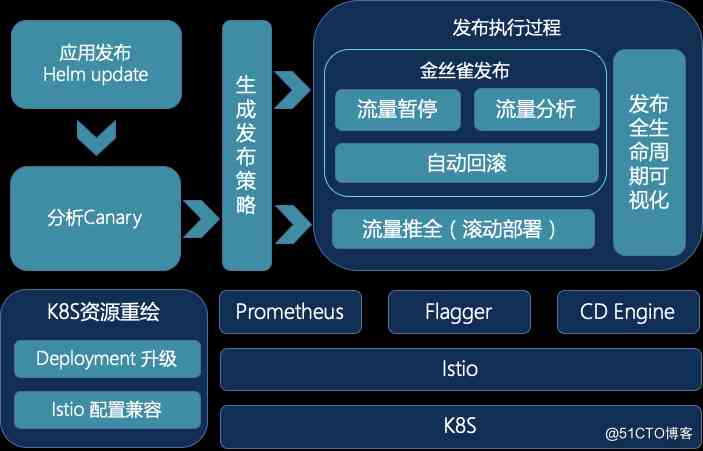 应用发布
Helm update
分析Canary
生成发布策略
发布执行过程
金丝雀发布
流量暂停
流量分析
自动回滚
流量推全（滚动部署）
发布全生命周期可视化
K8S资源重绘
Deployment 升级
Istio 配置兼容
Prometheus
Flagger
CD Engine
Istio
K8S
@51CTO博客